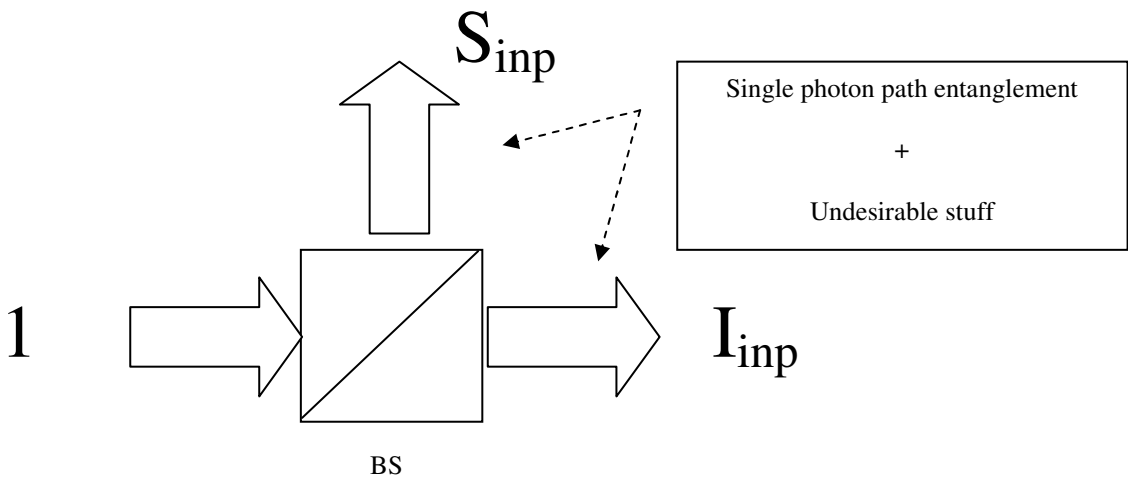 S_inp
Single photon path entanglement
+
Undesirable stuff
1
I_inp
BS